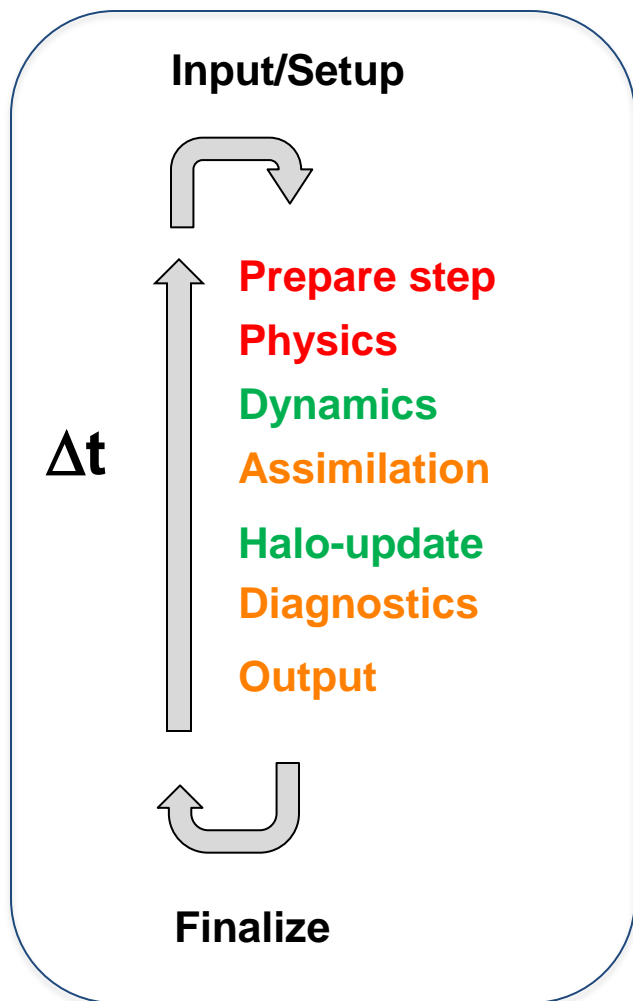 Input/Setup
Prepare step
Physics
Dynamics
Δt
Assimilation
Halo-update
Diagnostics
Output
Finalize